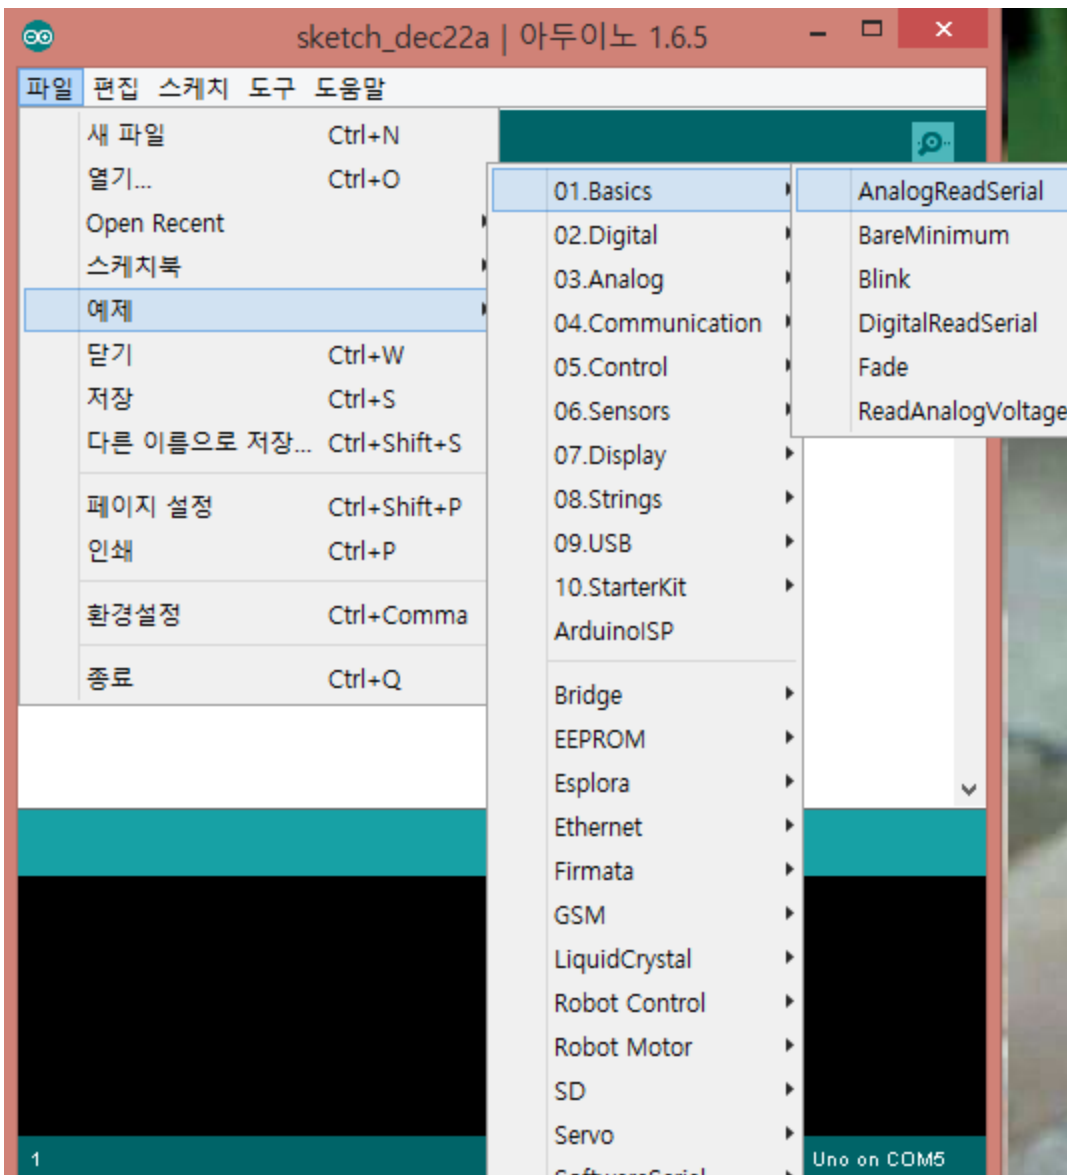 sketch_dec22a | 아두이노 1.6.5
파일 편집 스케치 도구 도움말
새 파일 Ctrl+N
열기... Ctrl+O
Open Recent
스케치북
예제
닫기 Ctrl+W
저장 Ctrl+S
다른 이름으로 저장... Ctrl+Shift+S
페이지 설정 Ctrl+Shift+P
인쇄 Ctrl+P
환경설정 Ctrl+Comma
종료 Ctrl+Q
01.Basics
02.Digital
03.Analog
04.Communication
05.Control
06.Sensors
07.Display
08.Strings
09.USB
10.StarterKit
ArduinoISP
Bridge
EEPROM
Esplora
Ethernet
Firmata
GSM
LiquidCrystal
Robot Control
Robot Motor
SD
Servo
SoftwareSerial
AnalogReadSerial
BareMinimum
Blink
DigitalReadSerial
Fade
ReadAnalogVoltage
1
Uno on COM5